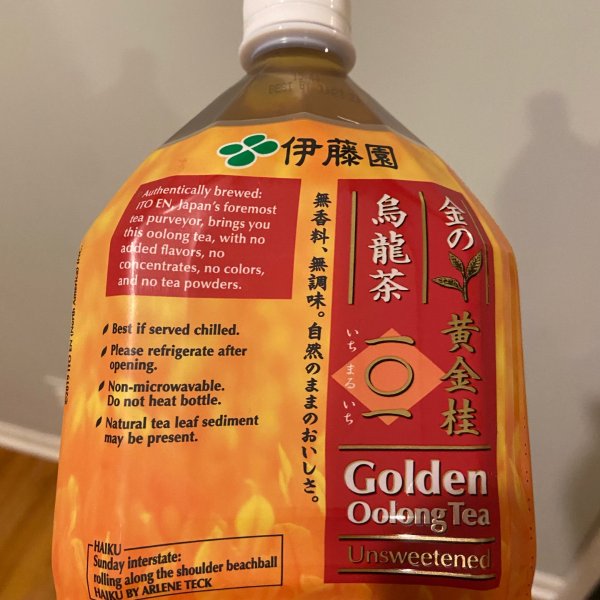 伊藤園
Authentically brewed:
ITO EN, Japan's foremost
tea purveyor, brings you
this oolong tea, with no
added flavors, no
concentrates, no colors,
and no tea powders.
Best if served chilled.
Please refrigerate after
opening.
Non-microwavable.
Do not heat bottle.
Natural tea leaf sediment
may be present.
無香料、無調味。自然のままのおいしさ。
金の
烏龍茶
黄金桂
一〇一
いち まる いち
Golden
Oolong Tea
Unsweetened
HAIKU
Sunday interstate:
rolling along the shoulder beachball
HAIKU BY ARLENE TECK